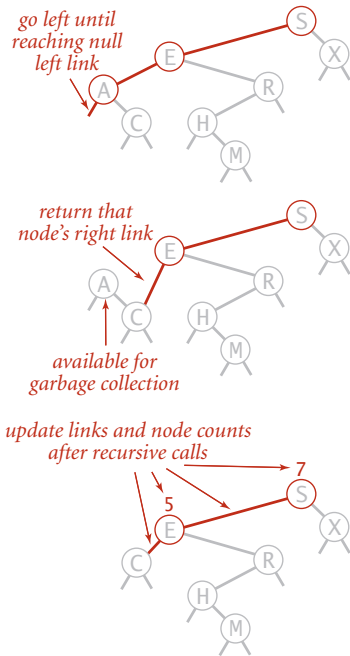 go left until
reaching null
left link
S
X
E
A
R
C
H
M
return that
node's right link
S
X
E
A
R
C
H
M
available for
garbage collection
update links and node counts
after recursive calls
7
5
S
X
E
C
R
H
M